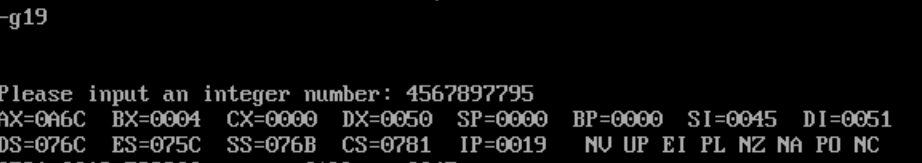 -g19
Please input an integer number: 4567897795
AX=0A6C BX=0004 CX=0000 DX=0050 SP=0000 BP=0000 SI=0045 DI=0051
DS=076C ES=075C SS=076B CS=0781 IP=0019 NV UP EI PL NZ NA PO NC